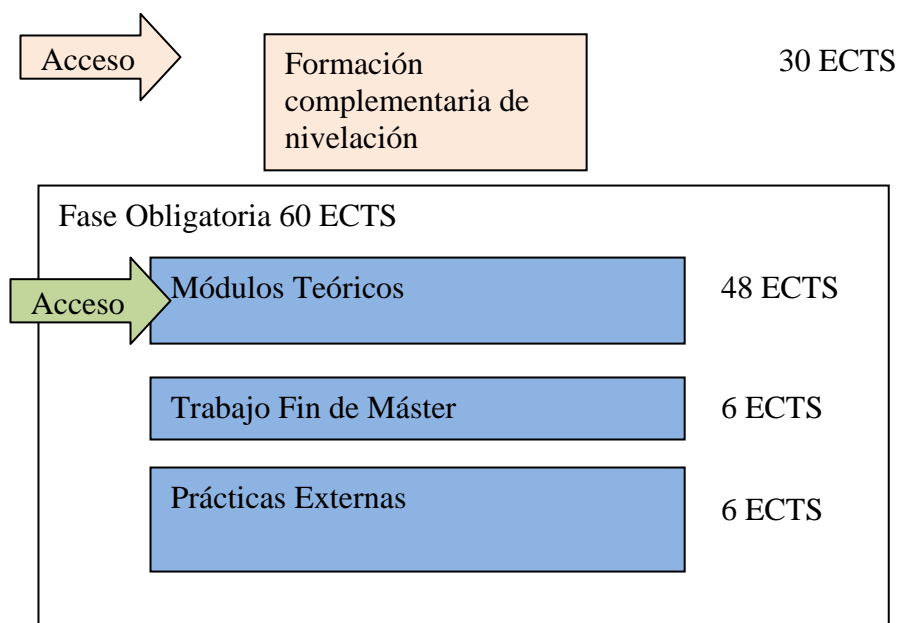 Acceso
Formación
complementaria de
nivelación
30 ECTS
Fase Obligatoria 60 ECTS
Acceso
Módulos Teóricos
48 ECTS
Trabajo Fin de Máster
6 ECTS
Prácticas Externas
6 ECTS